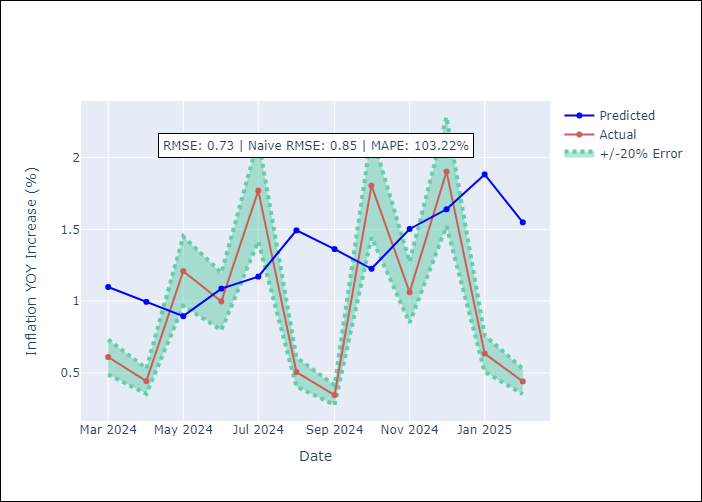 RMSE: 0.73 | Naive RMSE: 0.85 | MAPE: 103.22%
Predicted
Actual
+/-20% Error
Inflation YOY Increase (%)
2
1.5
1
0.5
Mar 2024
May 2024
Jul 2024
Sep 2024
Nov 2024
Jan 2025
Date